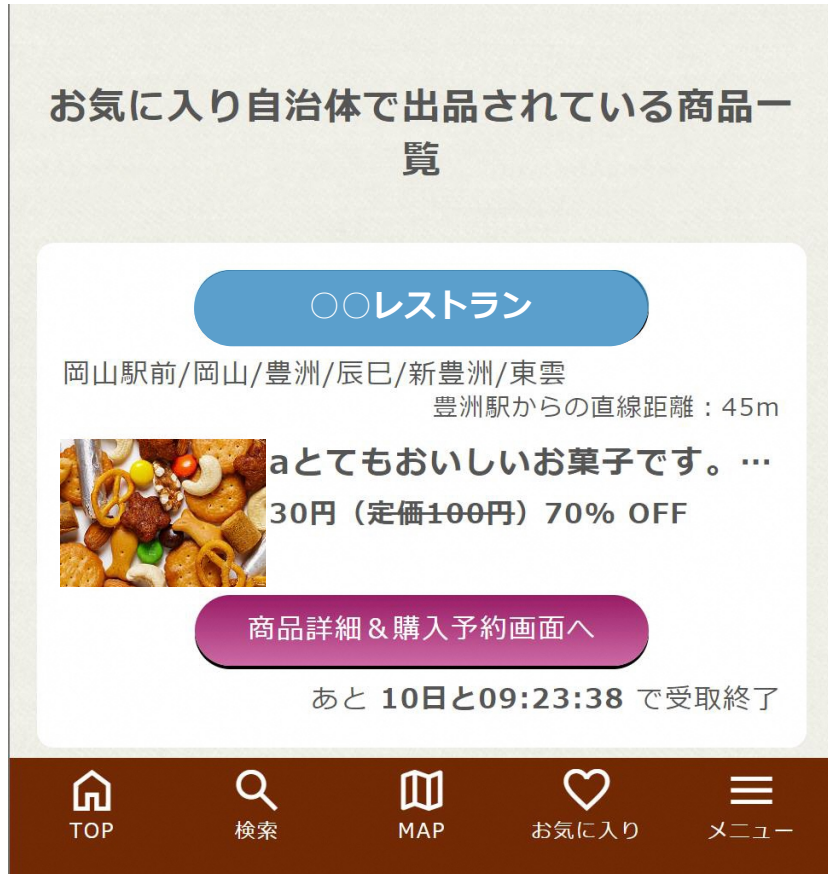 お気に入り自治体で出品されている商品一
覧
○○レストラン
岡山駅前/岡山/豊洲/辰巳/新豊洲/東雲
豊洲駅からの直線距離：45m
aとてもおいしいお菓子です。…
30円（定価100円）70% OFF
商品詳細＆購入予約画面へ
あと 10日と09:23:38 で受取終了
TOP 検索 MAP お気に入り メニュー